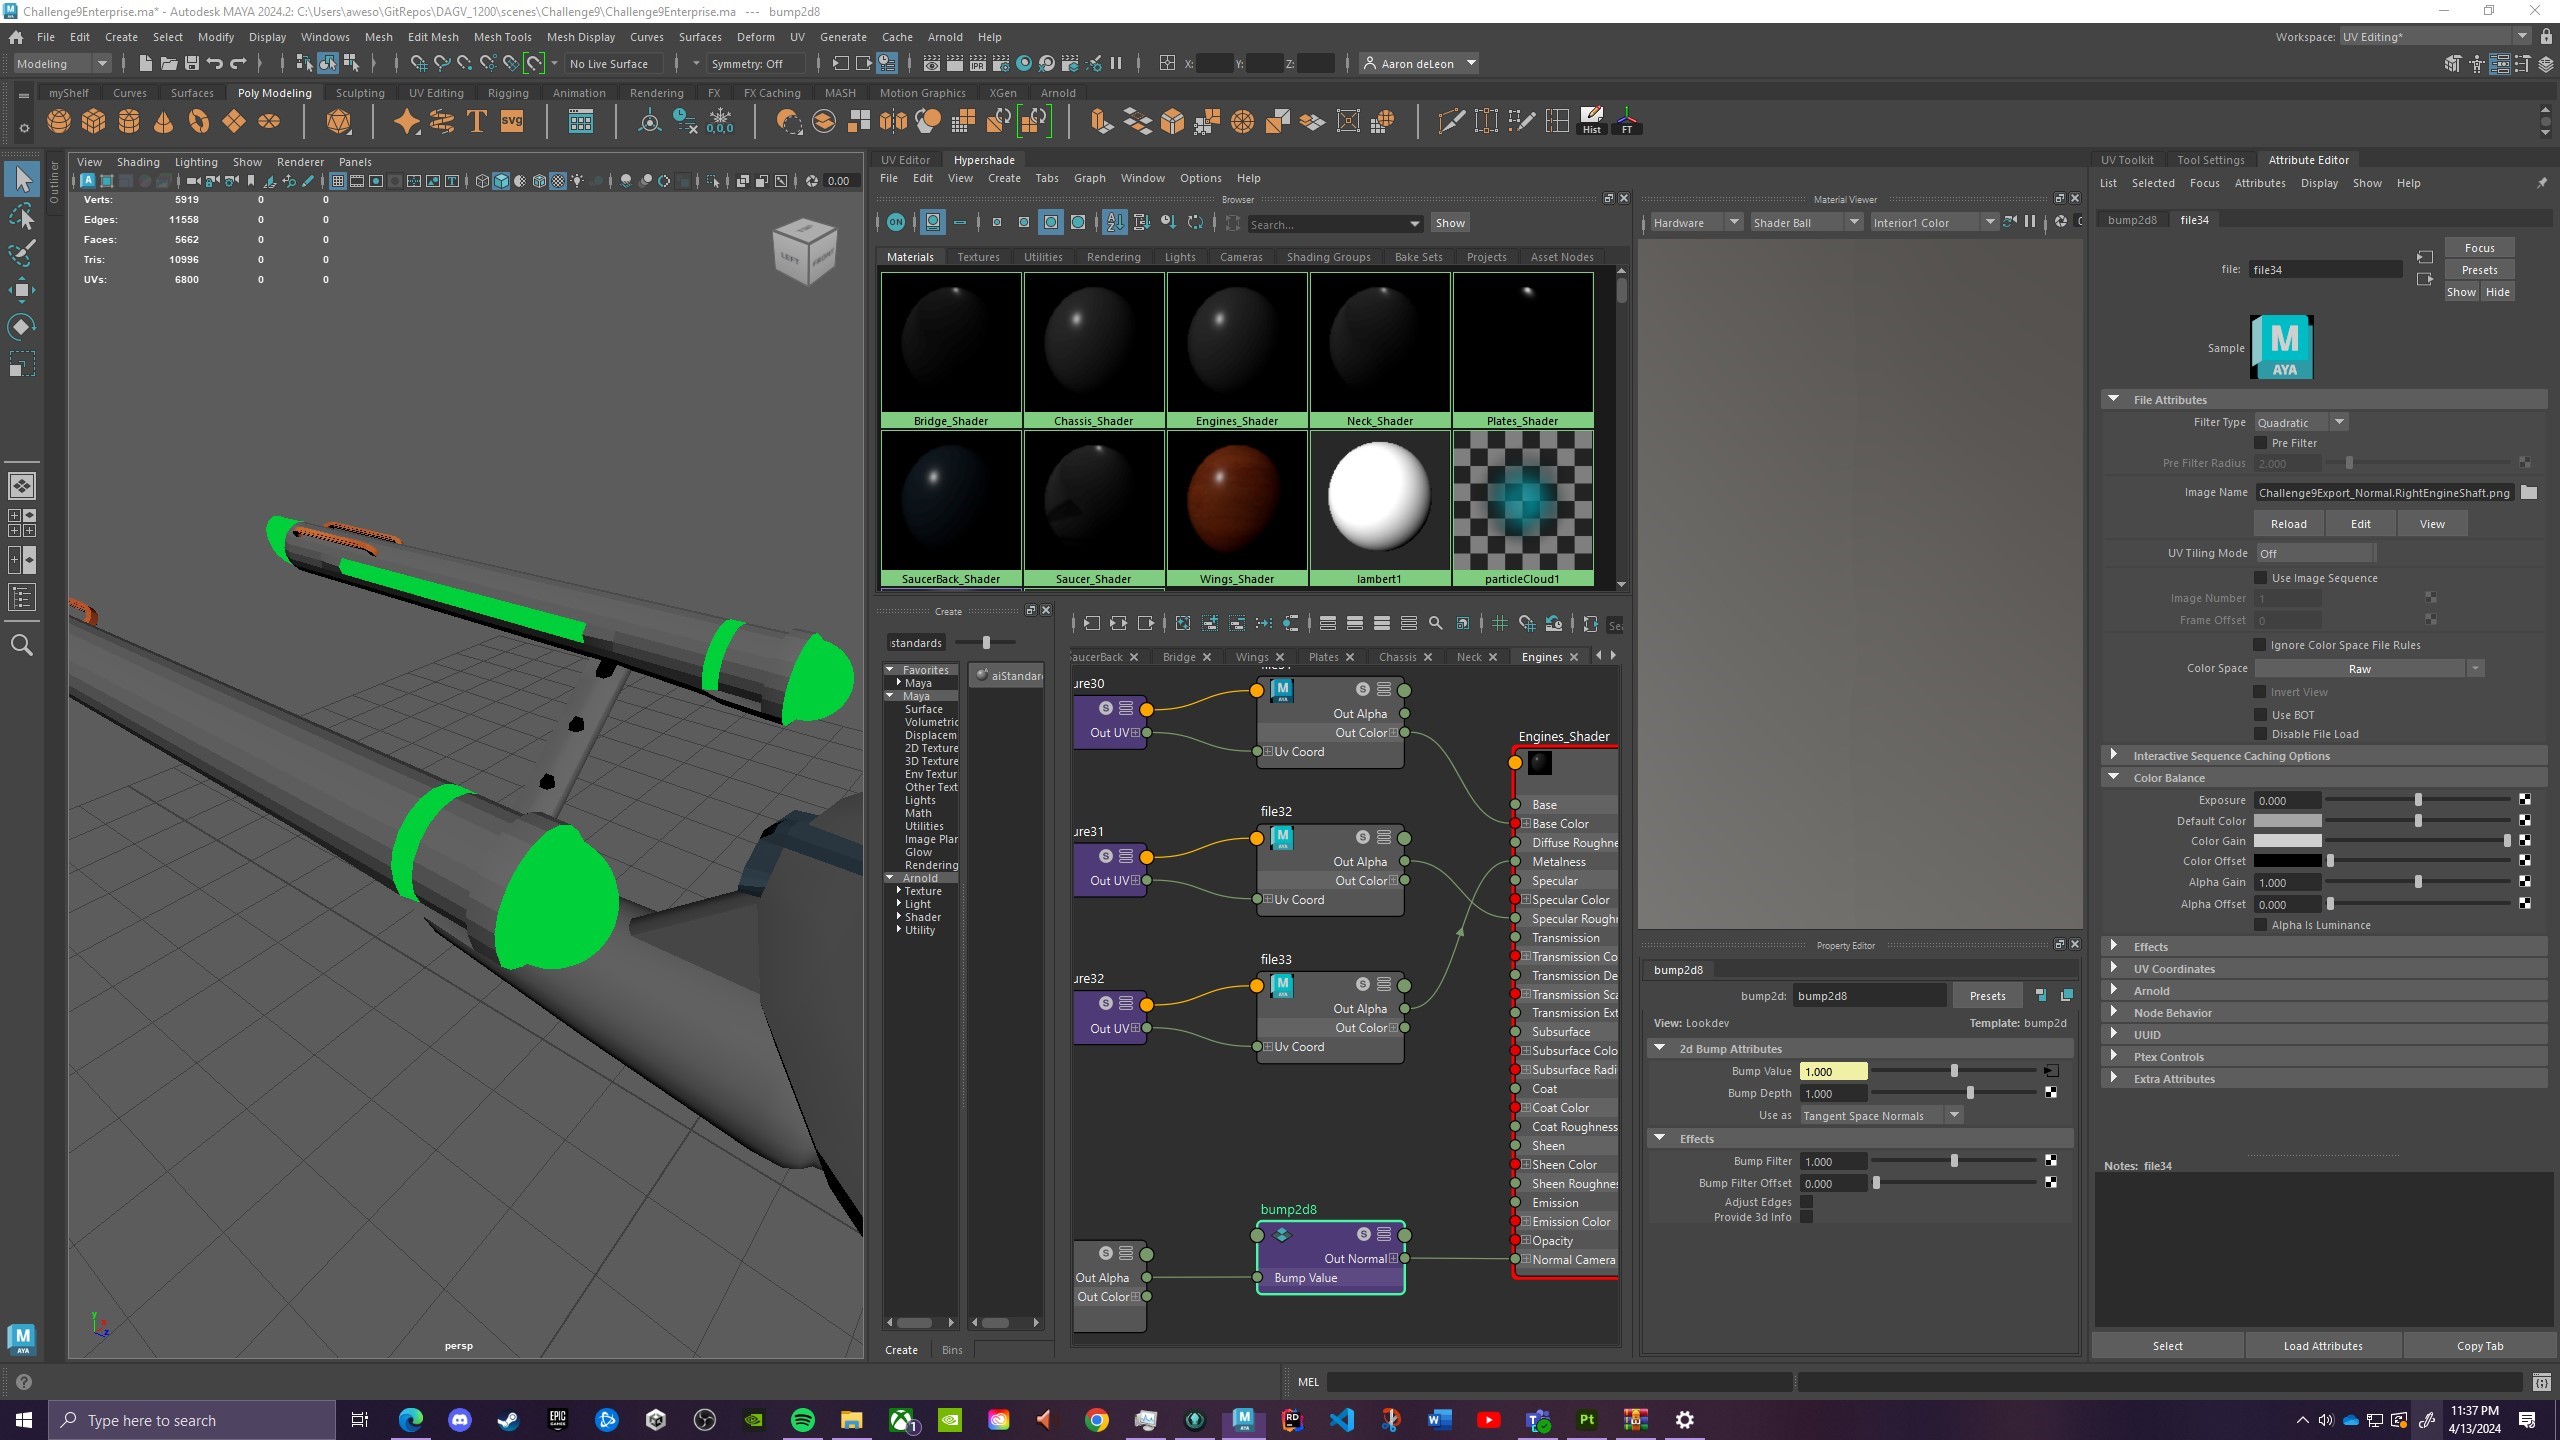 Challenge9Enterprise.ma* - Autodesk MAYA 2024.2: C:\Users\aweso\GitRepos\DAGV_1200\scenes\Challenge9\Challenge9Enterprise.ma   ---   bump2d8
File Edit Create Select Modify Display Windows Mesh Edit Mesh Mesh Tools Mesh Display Curves Surfaces Deform UV Generate Cache Arnold Help
Workspace: UV Editing*
Modeling No Live Surface Symmetry: Off X: Y: Z: Aaron deLeon
myShelf Curves Surfaces Poly Modeling Sculpting UV Editing Rigging Animation Rendering FX FX Caching MASH Motion Graphics XGen Arnold
T svg 0,0,0 Hist FT
Outliner
View Shading Lighting Show Renderer Panels
0.00
Verts: 5919 0 0
Edges: 11558 0 0
Faces: 5662 0 0
Tris: 10996 0 0
UVs: 6800 0 0
LEFT FRONT
persp
UV Editor Hypershade
File Edit View Create Tabs Graph Window Options Help
Browser
ON Search... Show
Materials Textures Utilities Rendering Lights Cameras Shading Groups Bake Sets Projects Asset Nodes
Bridge_Shader Chassis_Shader Engines_Shader Neck_Shader Plates_Shader
SaucerBack_Shader Saucer_Shader Wings_Shader lambert1 particleCloud1
Create
standards
Favorites
Maya
Maya
Surface
Volumetric
Displacem
2D Texture
3D Texture
Env Textur
Other Text
Lights
Math
Utilities
Image Plar
Glow
Rendering
Arnold
Texture
Light
Shader
Utility
aiStandar
Create Bins
aucerBack Bridge Wings Plates Chassis Neck Engines
ure30
Out UV
Out Alpha
Out Color
Uv Coord
ure31
Out UV
file32
Out Alpha
Out Color
Uv Coord
ure32
Out UV
file33
Out Alpha
Out Color
Uv Coord
Out Alpha
Out Color
bump2d8
Out Normal
Bump Value
Engines_Shader
Base
Base Color
Diffuse Roughne
Metalness
Specular
Specular Color
Specular Roughn
Transmission
Transmission Co
Transmission De
Transmission Sca
Transmission Ext
Subsurface
Subsurface Colo
Subsurface Radi
Coat
Coat Color
Coat Roughness
Sheen
Sheen Color
Sheen Roughnes
Emission
Emission Color
Opacity
Normal Camera
Material Viewer
Hardware Shader Ball Interior1 Color
Property Editor
bump2d8
bump2d: bump2d8 Presets
View: Lookdev Template: bump2d
2d Bump Attributes
Bump Value 1.000
Bump Depth 1.000
Use as Tangent Space Normals
Effects
Bump Filter 1.000
Bump Filter Offset 0.000
Adjust Edges
Provide 3d Info
UV Toolkit Tool Settings Attribute Editor
List Selected Focus Attributes Display Show Help
bump2d8 file34
file: file34
Focus
Presets
Show Hide
Sample
M
AYA
File Attributes
Filter Type Quadratic
Pre Filter
Pre Filter Radius 2.000
Image Name Challenge9Export_Normal.RightEngineShaft.png
Reload Edit View
UV Tiling Mode Off
Use Image Sequence
Image Number 1
Frame Offset 0
Ignore Color Space File Rules
Color Space Raw
Invert View
Use BOT
Disable File Load
Interactive Sequence Caching Options
Color Balance
Exposure 0.000
Default Color
Color Gain
Color Offset
Alpha Gain 1.000
Alpha Offset 0.000
Alpha Is Luminance
Effects
UV Coordinates
Arnold
Node Behavior
UUID
Ptex Controls
Extra Attributes
Notes: file34
Select Load Attributes Copy Tab
MEL
Type here to search
11:37 PM
4/13/2024